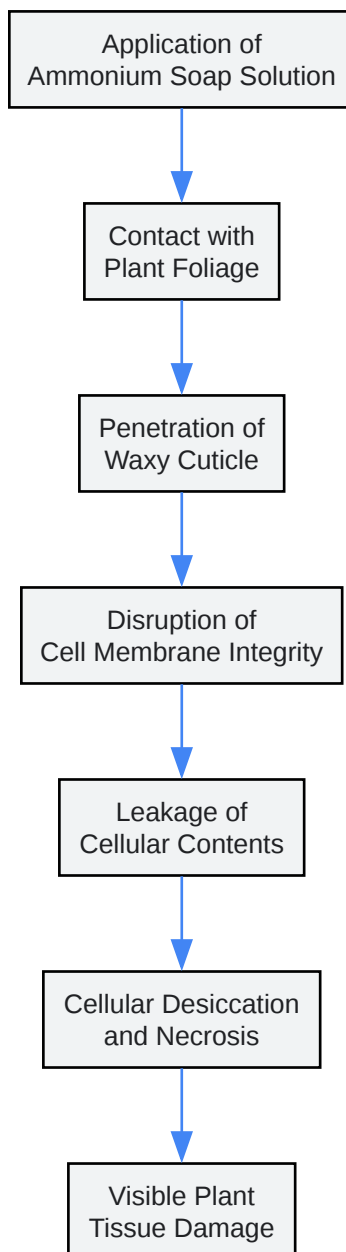 Application of
Ammonium Soap Solution
Contact with
Plant Foliage
Penetration of
Waxy Cuticle
Disruption of
Cell Membrane Integrity
Leakage of
Cellular Contents
Cellular Desiccation
and Necrosis
Visible Plant
Tissue Damage